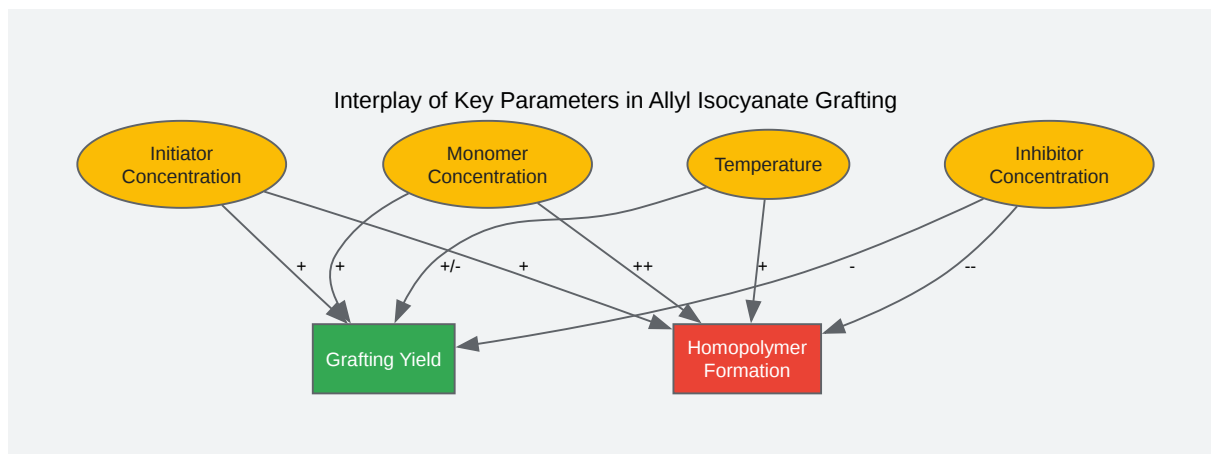 Interplay of Key Parameters in Allyl Isocyanate Grafting
Initiator
Concentration
Monomer
Concentration
Temperature
Inhibitor
Concentration
+
+
+/-
+
++
+
-
--
Grafting Yield
Homopolymer
Formation